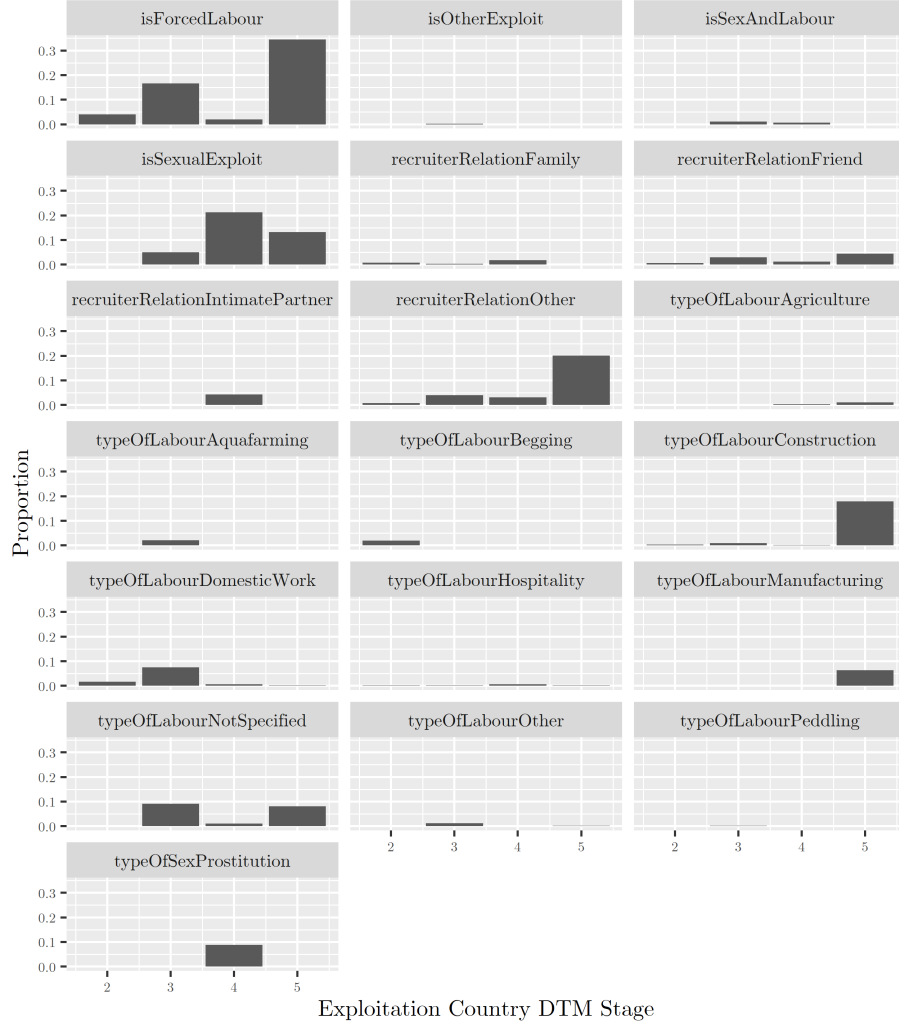 isForcedLabour isOtherExploit isSexAndLabour
0.3
0.2
0.1
0.0
isSexualExploit recruiterRelationFamily recruiterRelationFriend
0.3
0.2
0.1
0.0
recruiterRelationIntimatePartner recruiterRelationOther typeOfLabourAgriculture
0.3
0.2
0.1
0.0
typeOfLabourAquafarming typeOfLabourBegging typeOfLabourConstruction
0.3
0.2
0.1
0.0
Proportion
typeOfLabourDomesticWork typeOfLabourHospitality typeOfLabourManufacturing
0.3
0.2
0.1
0.0
typeOfLabourNotSpecified typeOfLabourOther typeOfLabourPeddling
0.3
0.2
0.1
0.0
2 3 4 5 2 3 4 5
typeOfSexProstitution
0.3
0.2
0.1
0.0
2 3 4 5
Exploitation Country DTM Stage